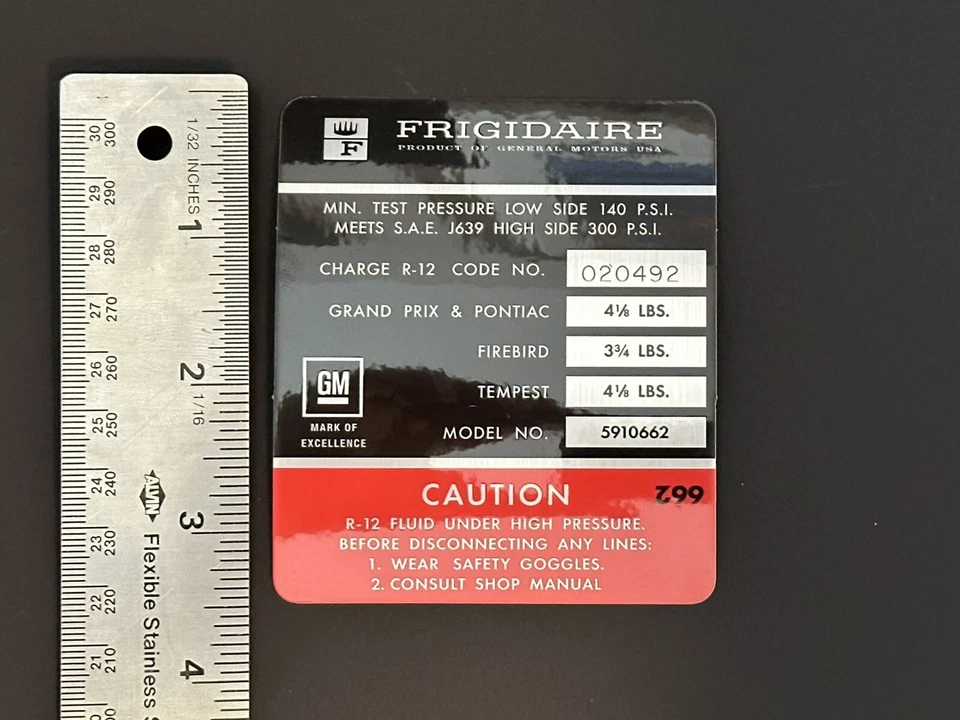 F
FRIGIDAIRE
PRODUCT OF GENERAL MOTORS USA
MIN. TEST PRESSURE LOW SIDE 140 P.S.I.
MEETS S.A.E. J639 HIGH SIDE 300 P.S.I.
CHARGE R-12 CODE NO. 020492
GRAND PRIX & PONTIAC 4⅛ LBS.
FIREBIRD 3¾ LBS.
TEMPEST 4⅛ LBS.
MODEL NO. 5910662
GM
MARK OF
EXCELLENCE
CAUTION 662
R-12 FLUID UNDER HIGH PRESSURE.
BEFORE DISCONNECTING ANY LINES:
1. WEAR SAFETY GOGGLES.
2. CONSULT SHOP MANUAL
1/32 INCHES 1 2 1/16 3 4
ALVIN Flexible Stainless
30 29 28 27 26 25 24 23 22 21
300 290 280 270 260 250 240 230 220 210